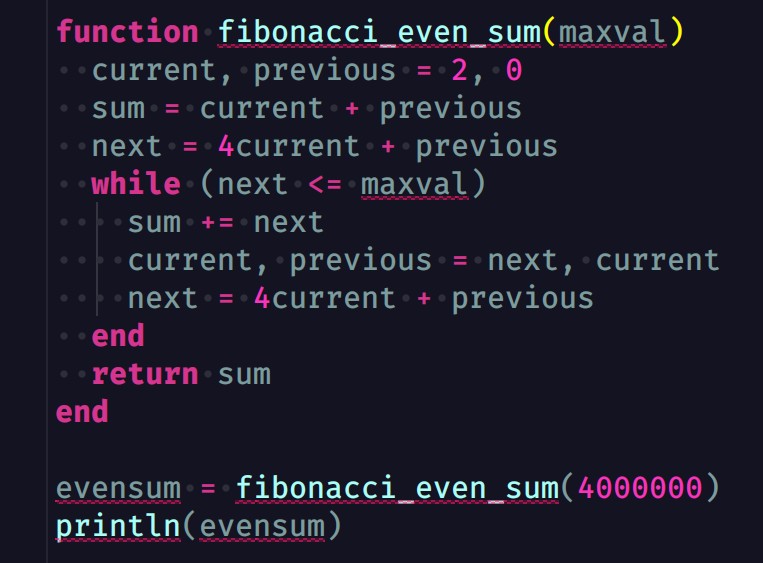 function fibonacci_even_sum(maxval)
  current, previous = 2, 0
  sum = current + previous
  next = 4current + previous
  while (next <= maxval)
    sum += next
    current, previous = next, current
    next = 4current + previous
  end
  return sum
end

evensum = fibonacci_even_sum(4000000)
println(evensum)